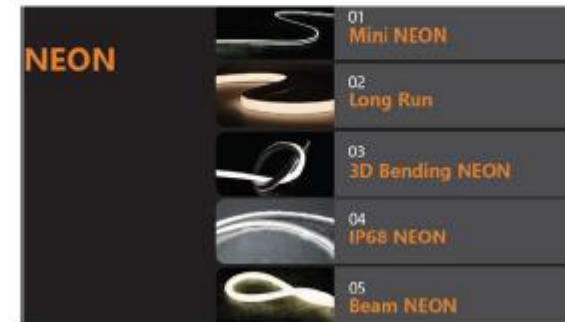 NEON
01
Mini NEON
02
Long Run
03
3D Bending NEON
04
IP68 NEON
05
Beam NEON